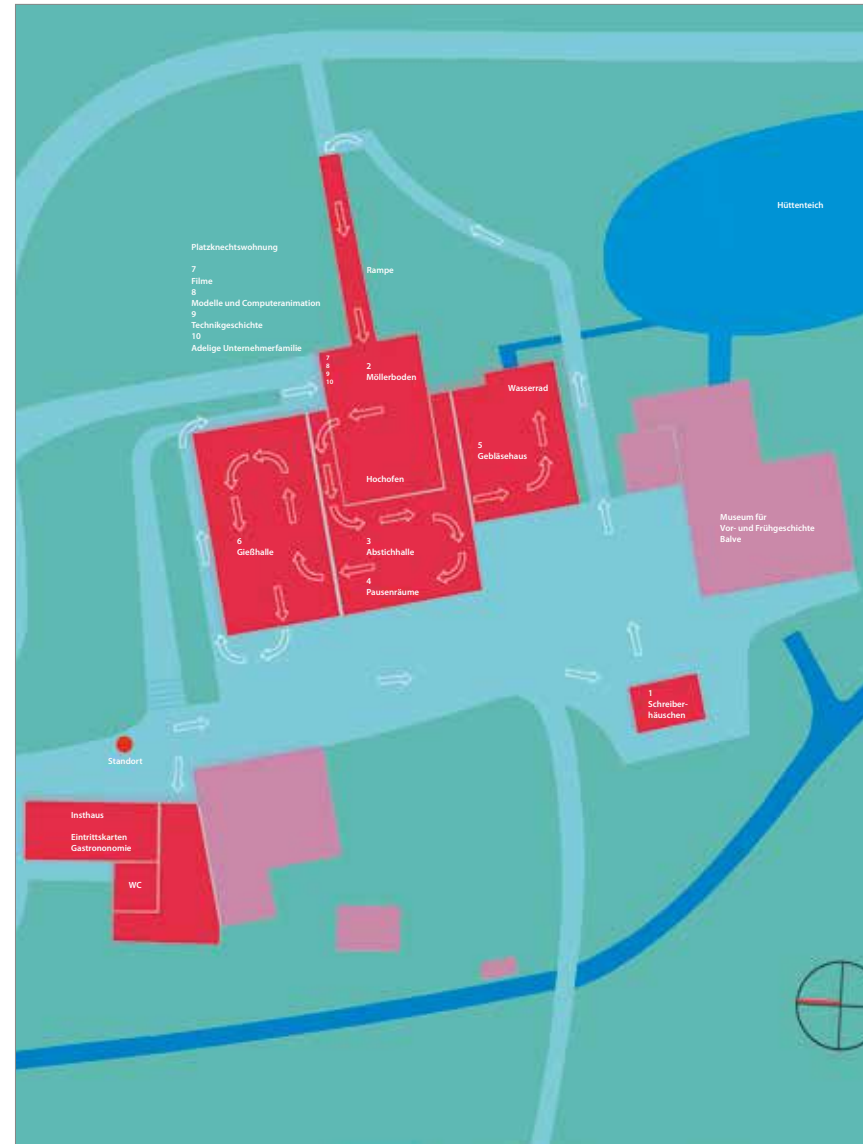 Hüttenteich
Platzknechtswohnung
7
Filme
8
Modelle und Computeranimation
9
Technikgeschichte
10
Adelige Unternehmerfamilie
Rampe
7
8
9
10
2
Möllerboden
Wasserrad
5
Gebläsehaus
Hochofen
6
Gießhalle
3
Abstichhalle
4
Pausenräume
Museum für
Vor- und Frühgeschichte
Balve
1
Schreiber-
häuschen
Standort
Insthaus
Eintrittskarten
Gastrononomie
WC